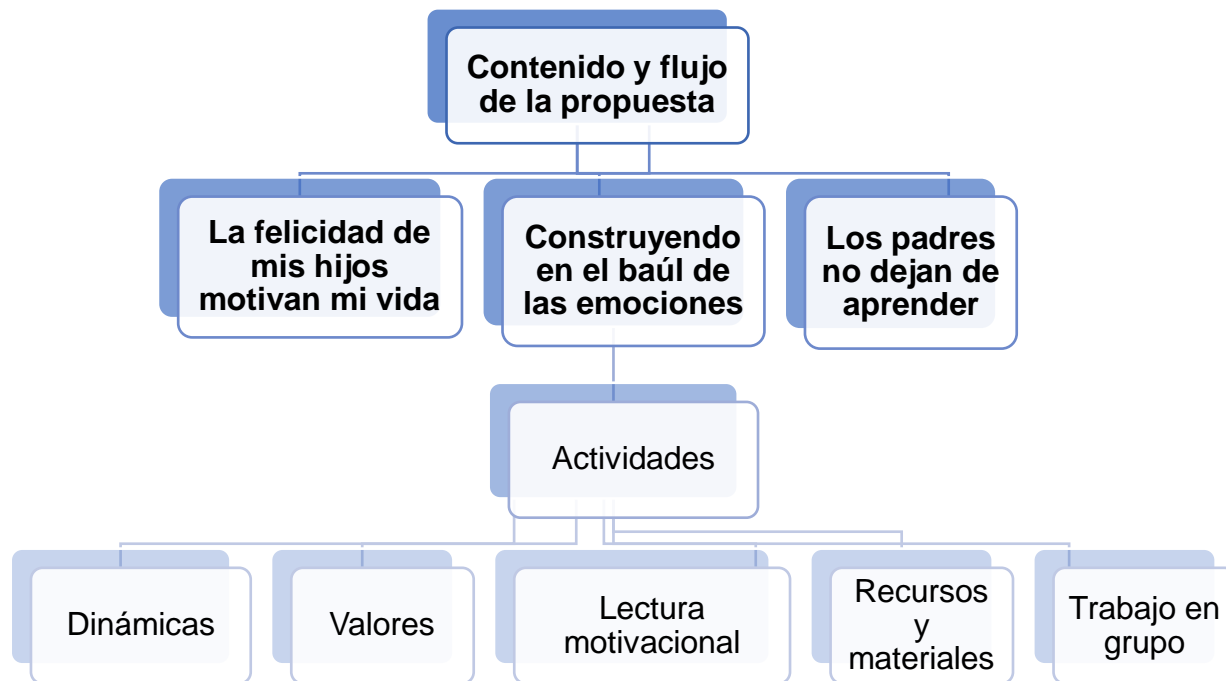 Contenido y flujo
de la propuesta
La felicidad de
mis hijos
motivan mi vida
Construyendo
en el baúl de
las emociones
Los padres
no dejan de
aprender
Actividades
Dinámicas
Valores
Lectura
motivacional
Recursos
y
materiales
Trabajo en
grupo